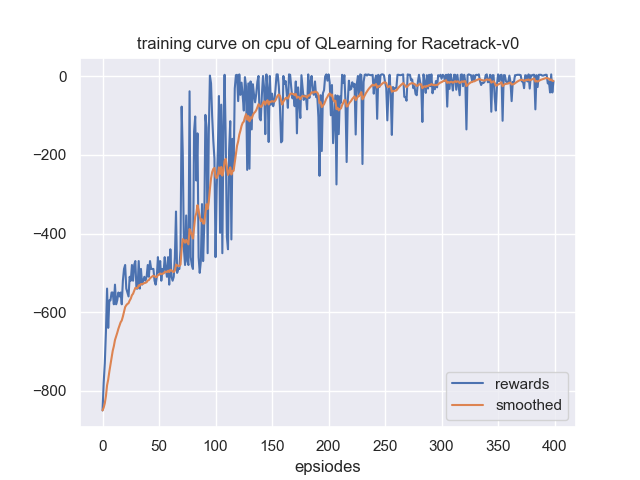 training curve on cpu of QLearning for Racetrack-v0
0
−200
−400
−600
−800
rewards
smoothed
0 50 100 150 200 250 300 350 400
epsiodes